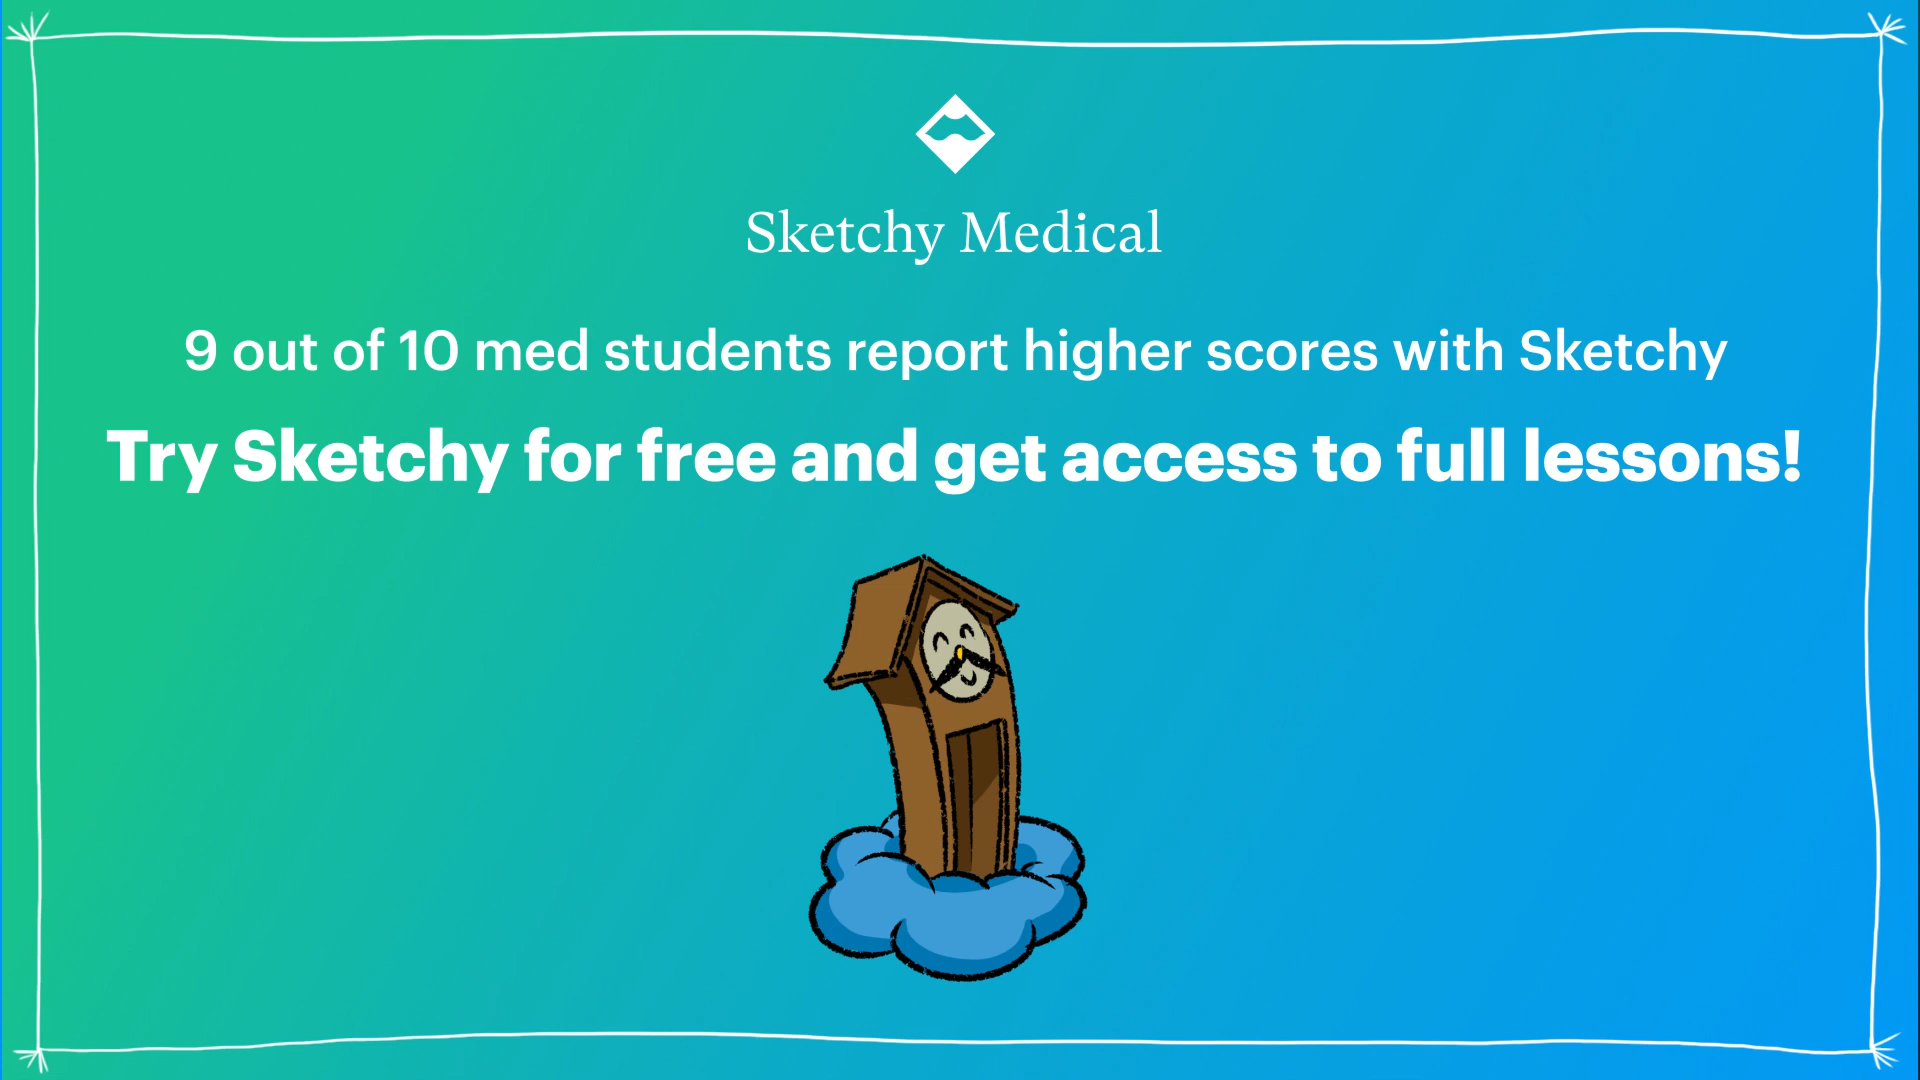 Sketchy Medical
9 out of 10 med students report higher scores with Sketchy
Try Sketchy for free and get access to full lessons!